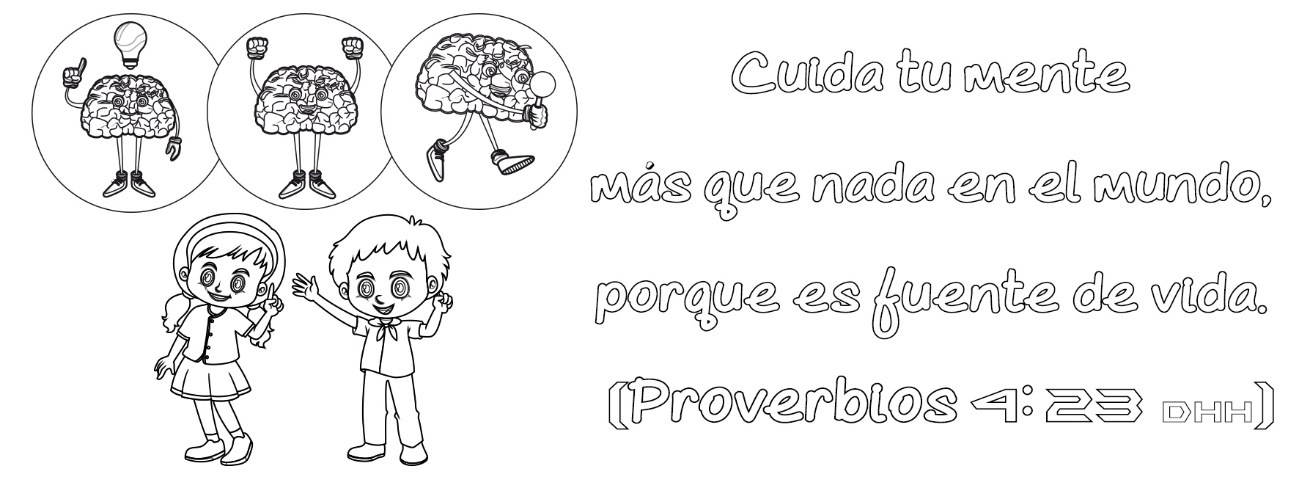 Cuida tu mente
más que nada en el mundo,
porque es fuente de vida.
(Proverbios 4:23 DHH)